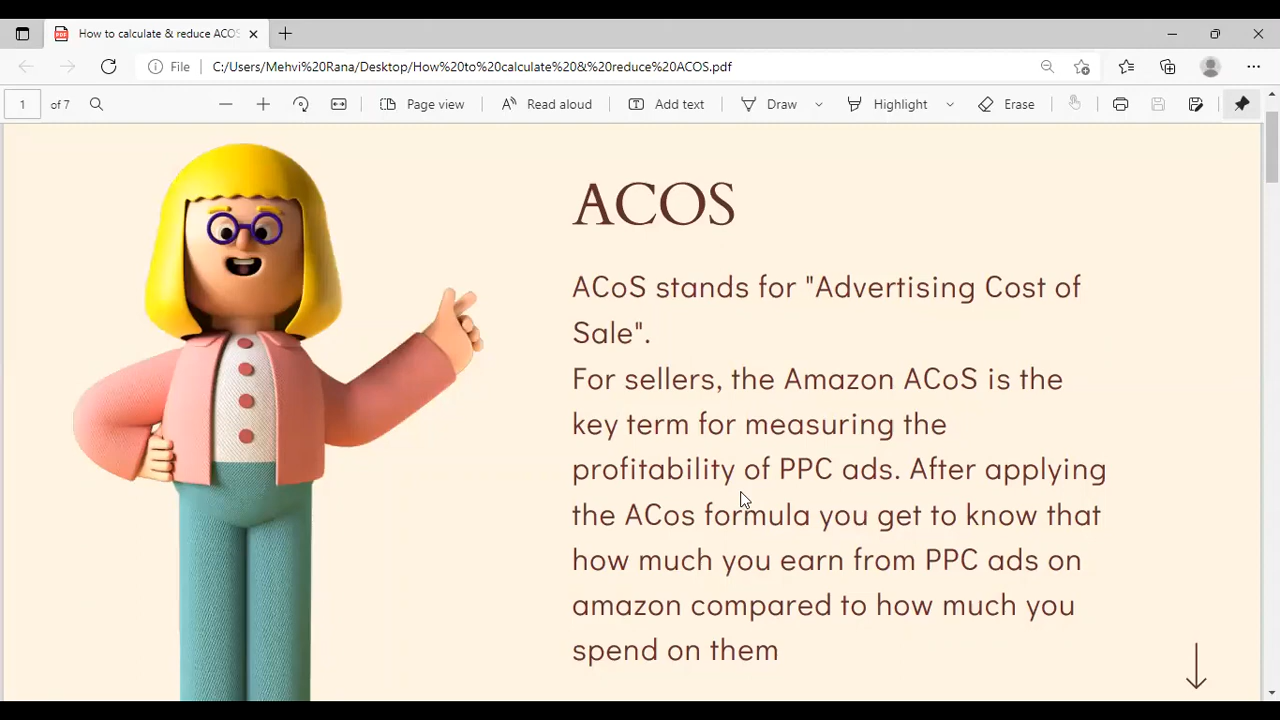 How to calculate & reduce ACOS
File C:/Users/Mehvi%20Rana/Desktop/How%20to%20calculate%20&%20reduce%20ACOS.pdf
1 of 7 Page view Read aloud Add text Draw Highlight Erase
ACOS
ACoS stands for "Advertising Cost of
Sale".
For sellers, the Amazon ACoS is the
key term for measuring the
profitability of PPC ads. After applying
the ACos formula you get to know that
how much you earn from PPC ads on
amazon compared to how much you
spend on them